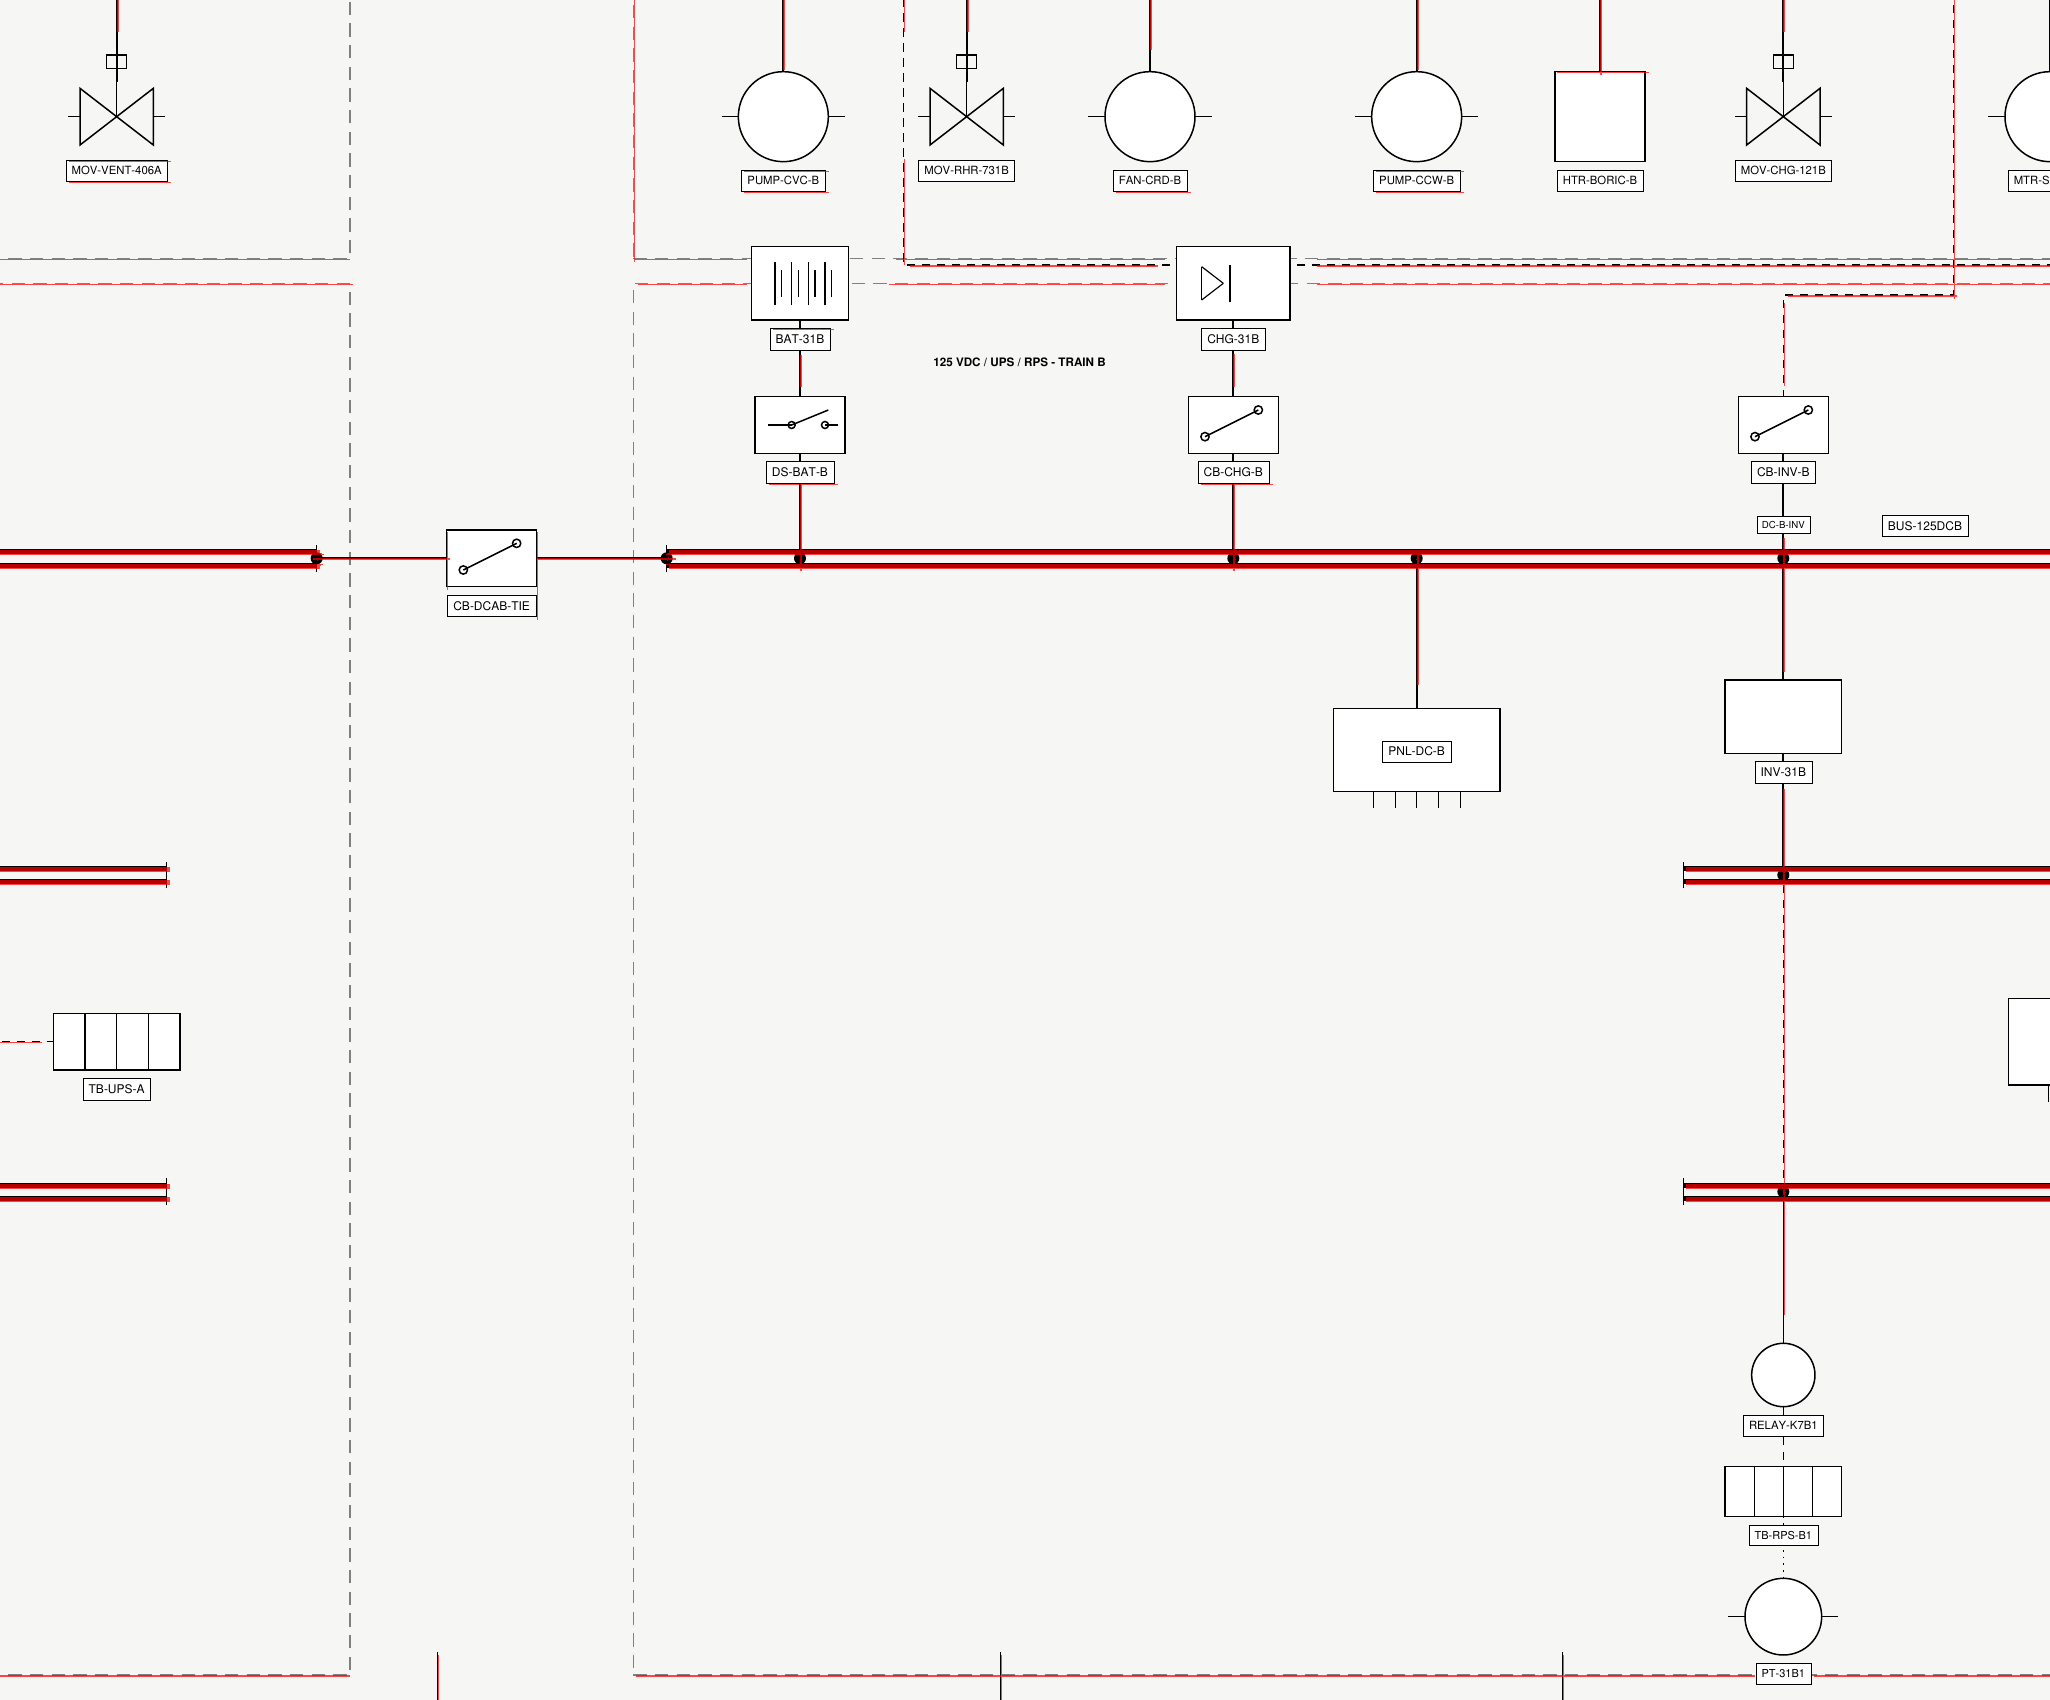 MOV-VENT-406A
MOV-RHR-731B
MOV-CHG-121B
PUMP-CVC-B
FAN-CRD-B
PUMP-CCW-B
HTR-BORIC-B
MTR-S
BAT-31B
CHG-31B
125 VDC / UPS / RPS - TRAIN B
DS-BAT-B
CB-CHG-B
CB-INV-B
DC-B-INV
BUS-125DCB
CB-DCAB-TIE
PNL-DC-B
INV-31B
TB-UPS-A
RELAY-K7B1
TB-RPS-B1
PT-31B1